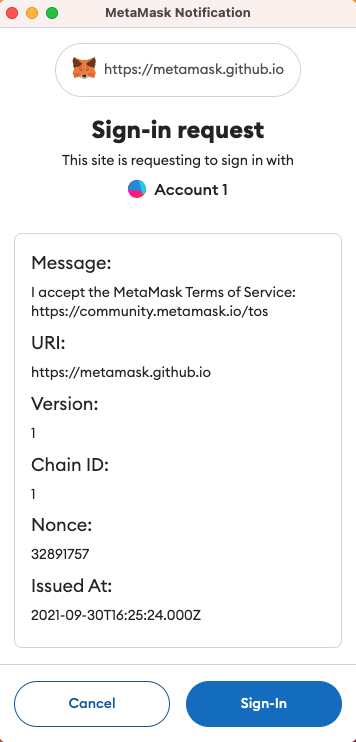 MetaMask Notification
https://metamask.github.io
Sign-in request
This site is requesting to sign in with
Account 1
Message:
I accept the MetaMask Terms of Service:
https://community.metamask.io/tos
URI:
https://metamask.github.io
Version:
1
Chain ID:
1
Nonce:
32891757
Issued At:
2021-09-30T16:25:24.000Z
Cancel
Sign-In